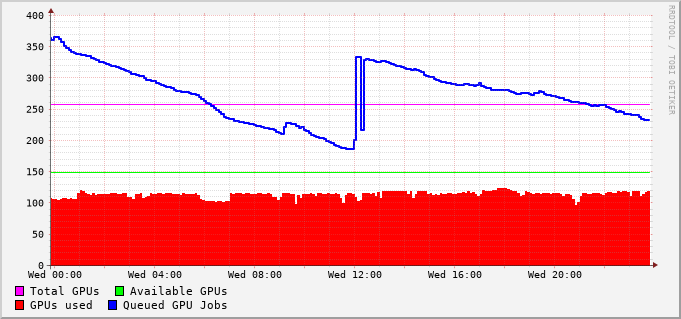 400
350
300
250
200
150
100
50
0
Wed 00:00 Wed 04:00 Wed 08:00 Wed 12:00 Wed 16:00 Wed 20:00
Total GPUs Available GPUs
GPUs used Queued GPU Jobs
RRDTOOL / TOBI OETIKER